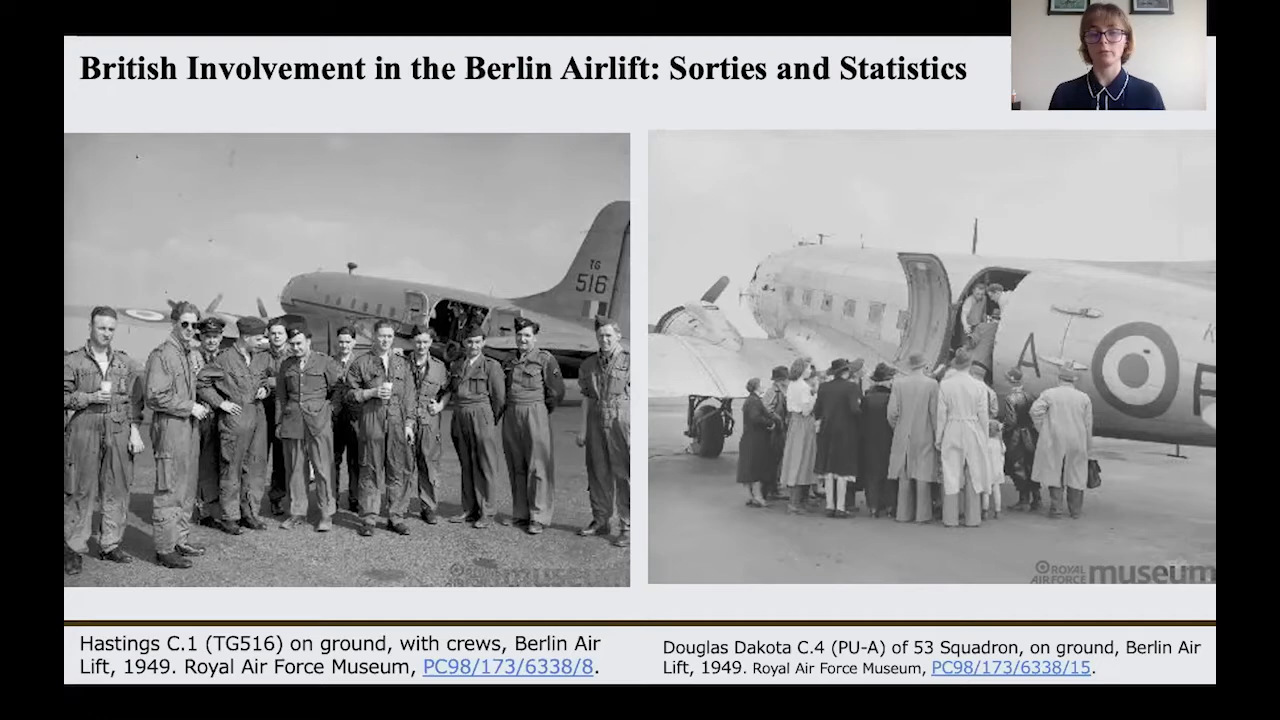 British Involvement in the Berlin Airlift: Sorties and Statistics
TG
516
A
ROYAL
AIR FORCE museum
museum
Hastings C.1 (TG516) on ground, with crews, Berlin Air
Lift, 1949. Royal Air Force Museum, PC98/173/6338/8.
Douglas Dakota C.4 (PU-A) of 53 Squadron, on ground, Berlin Air
Lift, 1949. Royal Air Force Museum, PC98/173/6338/15.